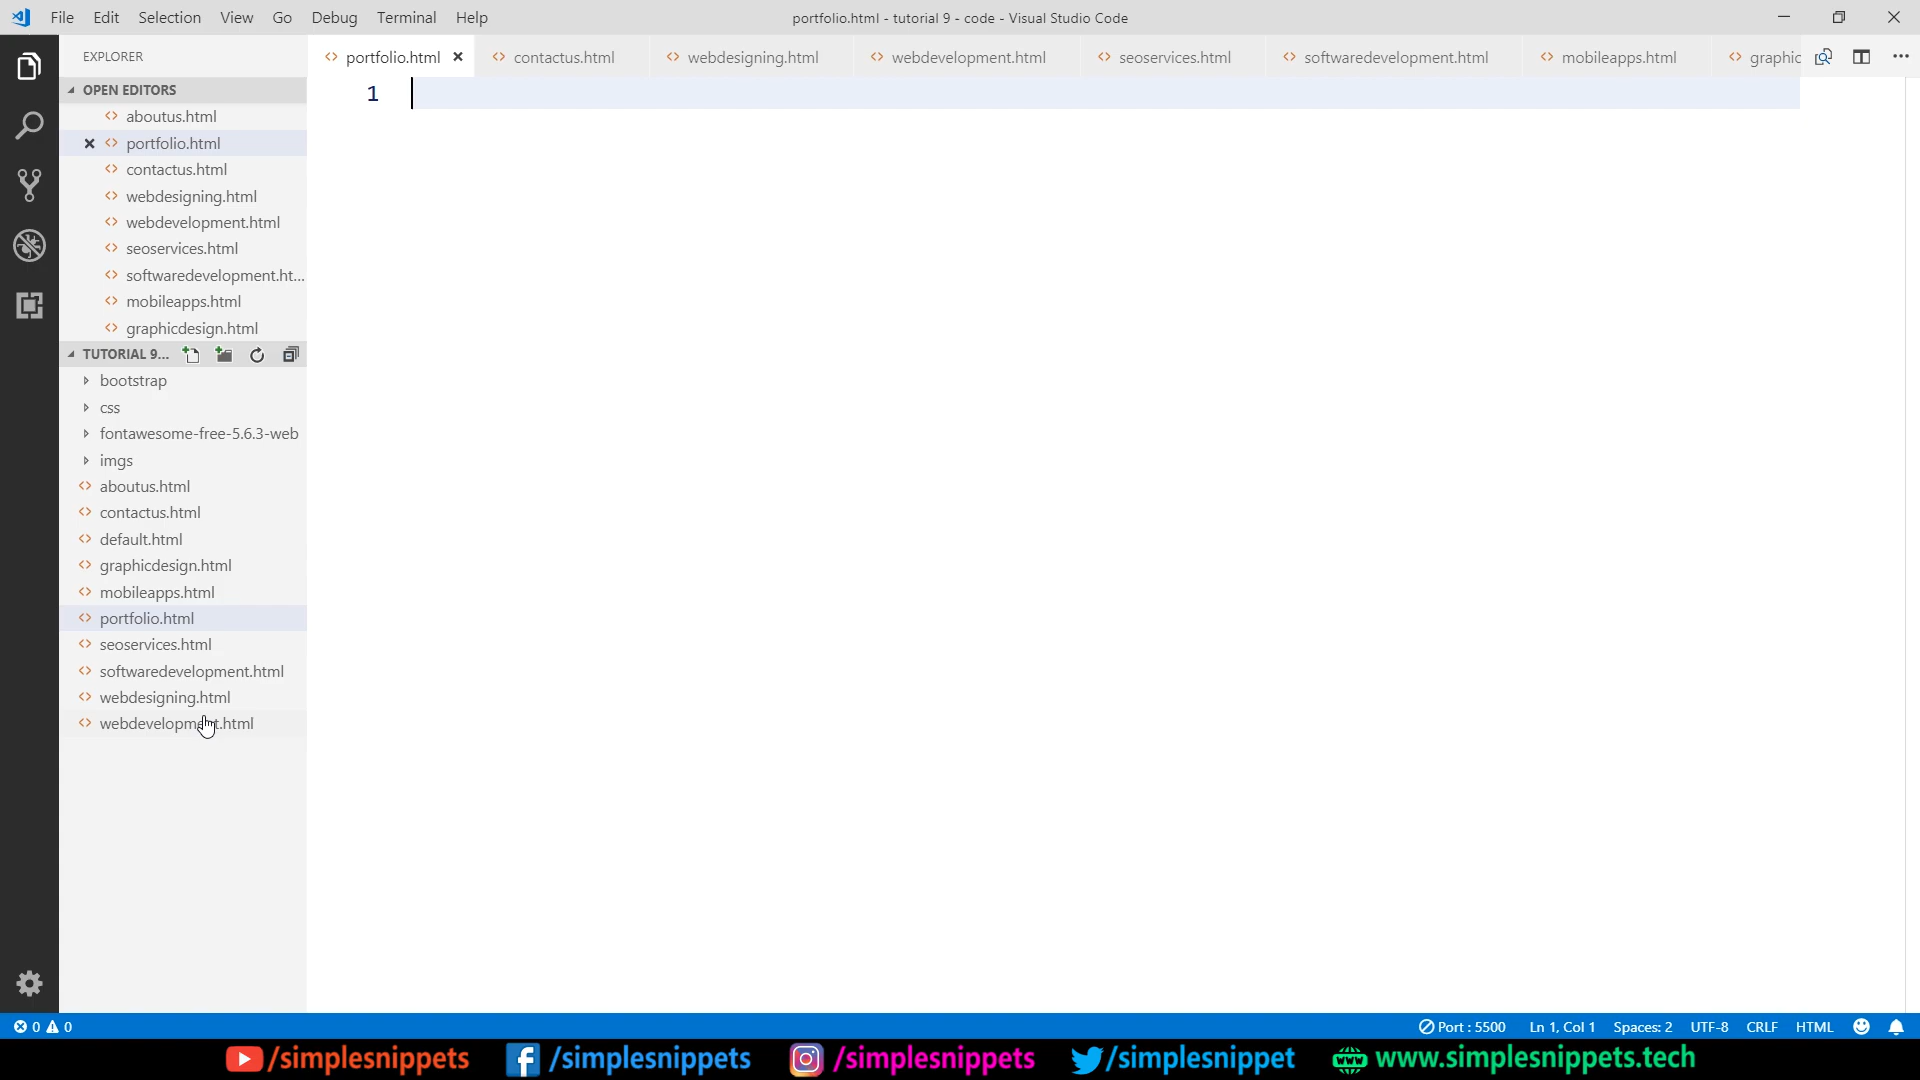 File Edit Selection View Go Debug Terminal Help
portfolio.html - tutorial 9 - code - Visual Studio Code
EXPLORER
portfolio.html contactus.html webdesigning.html webdevelopment.html seoservices.html softwaredevelopment.html mobileapps.html graphic
OPEN EDITORS
1
aboutus.html
portfolio.html
contactus.html
webdesigning.html
webdevelopment.html
seoservices.html
softwaredevelopment.ht...
mobileapps.html
graphicdesign.html
TUTORIAL 9...
bootstrap
css
fontawesome-free-5.6.3-web
imgs
aboutus.html
contactus.html
default.html
graphicdesign.html
mobileapps.html
portfolio.html
seoservices.html
softwaredevelopment.html
webdesigning.html
webdevelopment.html
0 0 Port : 5500 Ln 1, Col 1 Spaces: 2 UTF-8 CRLF HTML
/simplesnippets /simplesnippets /simplesnippets /simplesnippet www.simplesnippets.tech